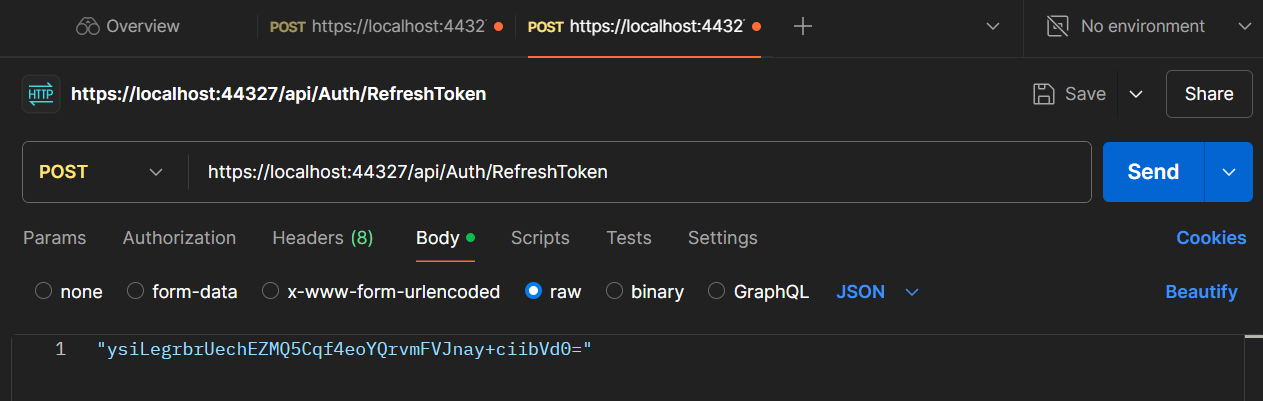 Overview POST https://localhost:4432 POST https://localhost:4432 No environment
HTTP https://localhost:44327/api/Auth/RefreshToken Save Share
POST https://localhost:44327/api/Auth/RefreshToken Send
Params Authorization Headers (8) Body Scripts Tests Settings Cookies
none form-data x-www-form-urlencoded raw binary GraphQL JSON Beautify
1 "ysiLegrbrUechEZMQ5Cqf4eoYQrvmFVJnay+ciibVd0="